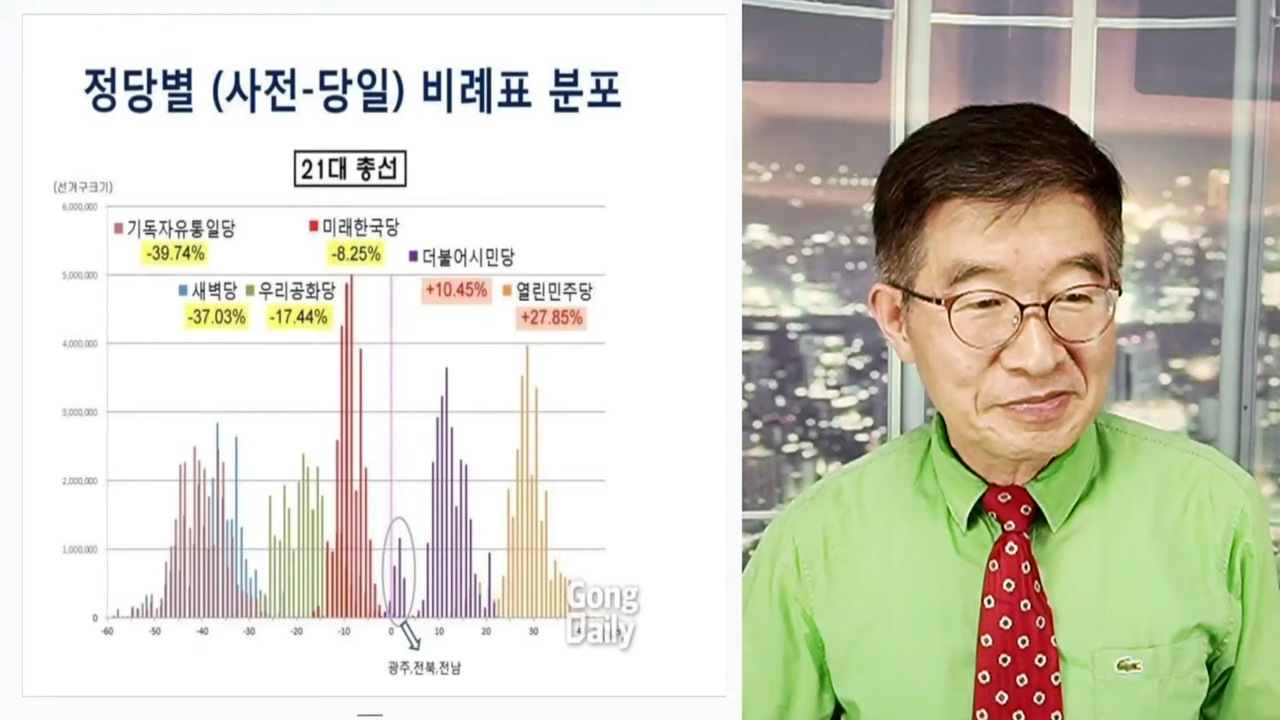 정당별 (사전-당일) 비례표 분포
21대 총선
(선거구크기)
6,000,000
기독자유통일당
-39.74%
미래한국당
-8.25%
더불어시민당
+10.45%
5,000,000
새벽당
-37.03%
우리공화당
-17.44%
열린민주당
+27.85%
4,000,000
3,000,000
2,000,000
1,000,000
0
-60 -50 -40 -30 -20 -10 0 10 20 30
광주,전북,전남
Gong
Daily